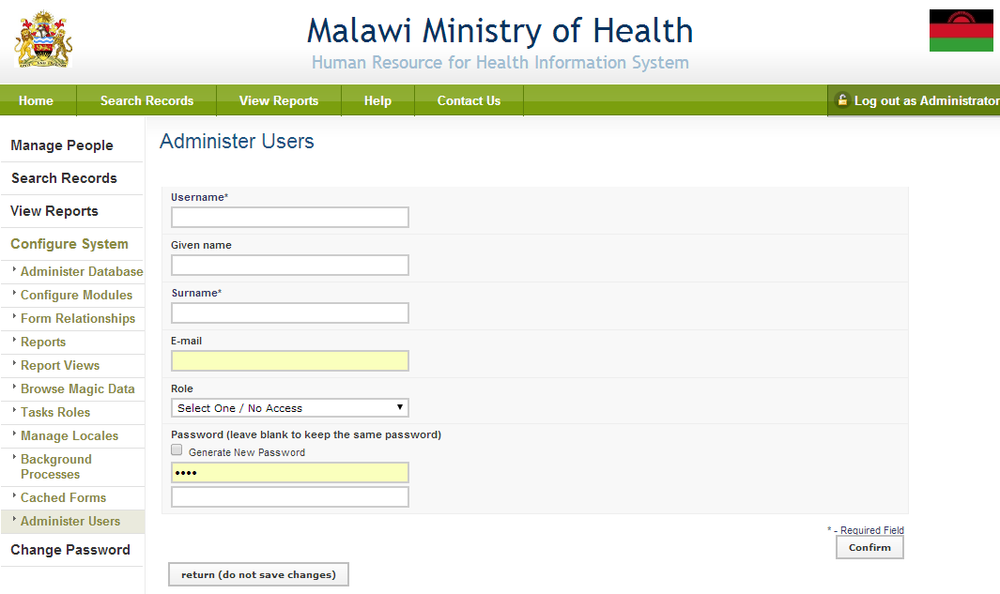 Malawi Ministry of Health
Human Resource for Health Information System
Home Search Records View Reports Help Contact Us Log out as Administrator
Manage People
Search Records
View Reports
Configure System
Administer Database
Configure Modules
Form Relationships
Reports
Report Views
Browse Magic Data
Tasks Roles
Manage Locales
Background
Processes
Cached Forms
Administer Users
Change Password
Administer Users
Username*
Given name
Surname*
E-mail
Role
Select One / No Access
Password (leave blank to keep the same password)
Generate New Password
••••
* - Required Field
Confirm
return (do not save changes)